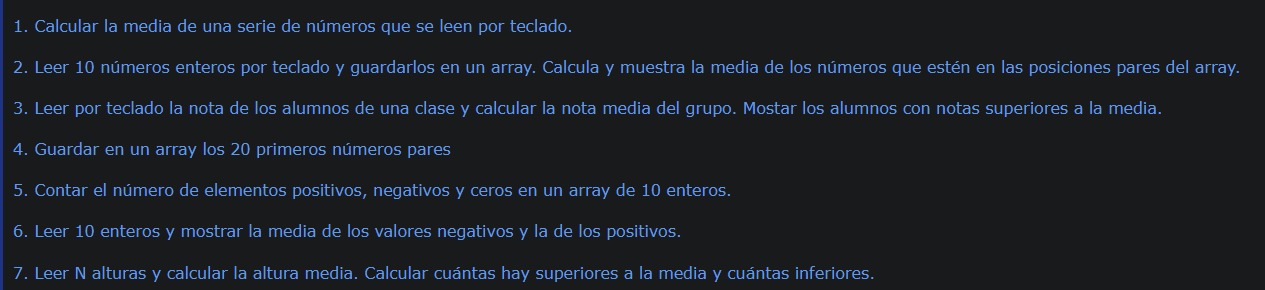 1. Calcular la media de una serie de números que se leen por teclado.
2. Leer 10 números enteros por teclado y guardarlos en un array. Calcula y muestra la media de los números que estén en las posiciones pares del array.
3. Leer por teclado la nota de los alumnos de una clase y calcular la nota media del grupo. Mostar los alumnos con notas superiores a la media.
4. Guardar en un array los 20 primeros números pares
5. Contar el número de elementos positivos, negativos y ceros en un array de 10 enteros.
6. Leer 10 enteros y mostrar la media de los valores negativos y la de los positivos.
7. Leer N alturas y calcular la altura media. Calcular cuántas hay superiores a la media y cuántas inferiores.